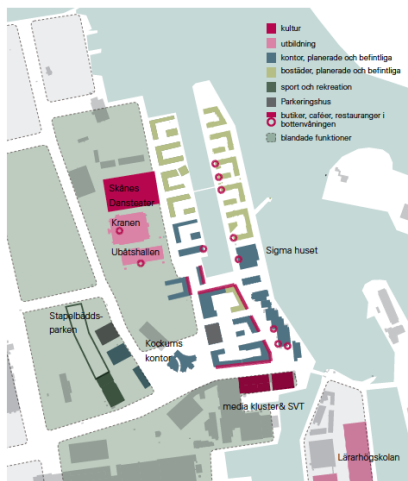 kultur
utbildning
kontor, planerade och befintliga
bostäder, planerade och befintliga
sport och rekreation
Parkeringshus
butiker, caféer, restauranger i
bottenvåningen
blandade funktioner
Skånes
Dansteater
Kranen
Ubåtshallen
Sigma huset
Stapelbädds-
parken
Kockums
kontor
media kluster& SVT
Lärarhögskolan